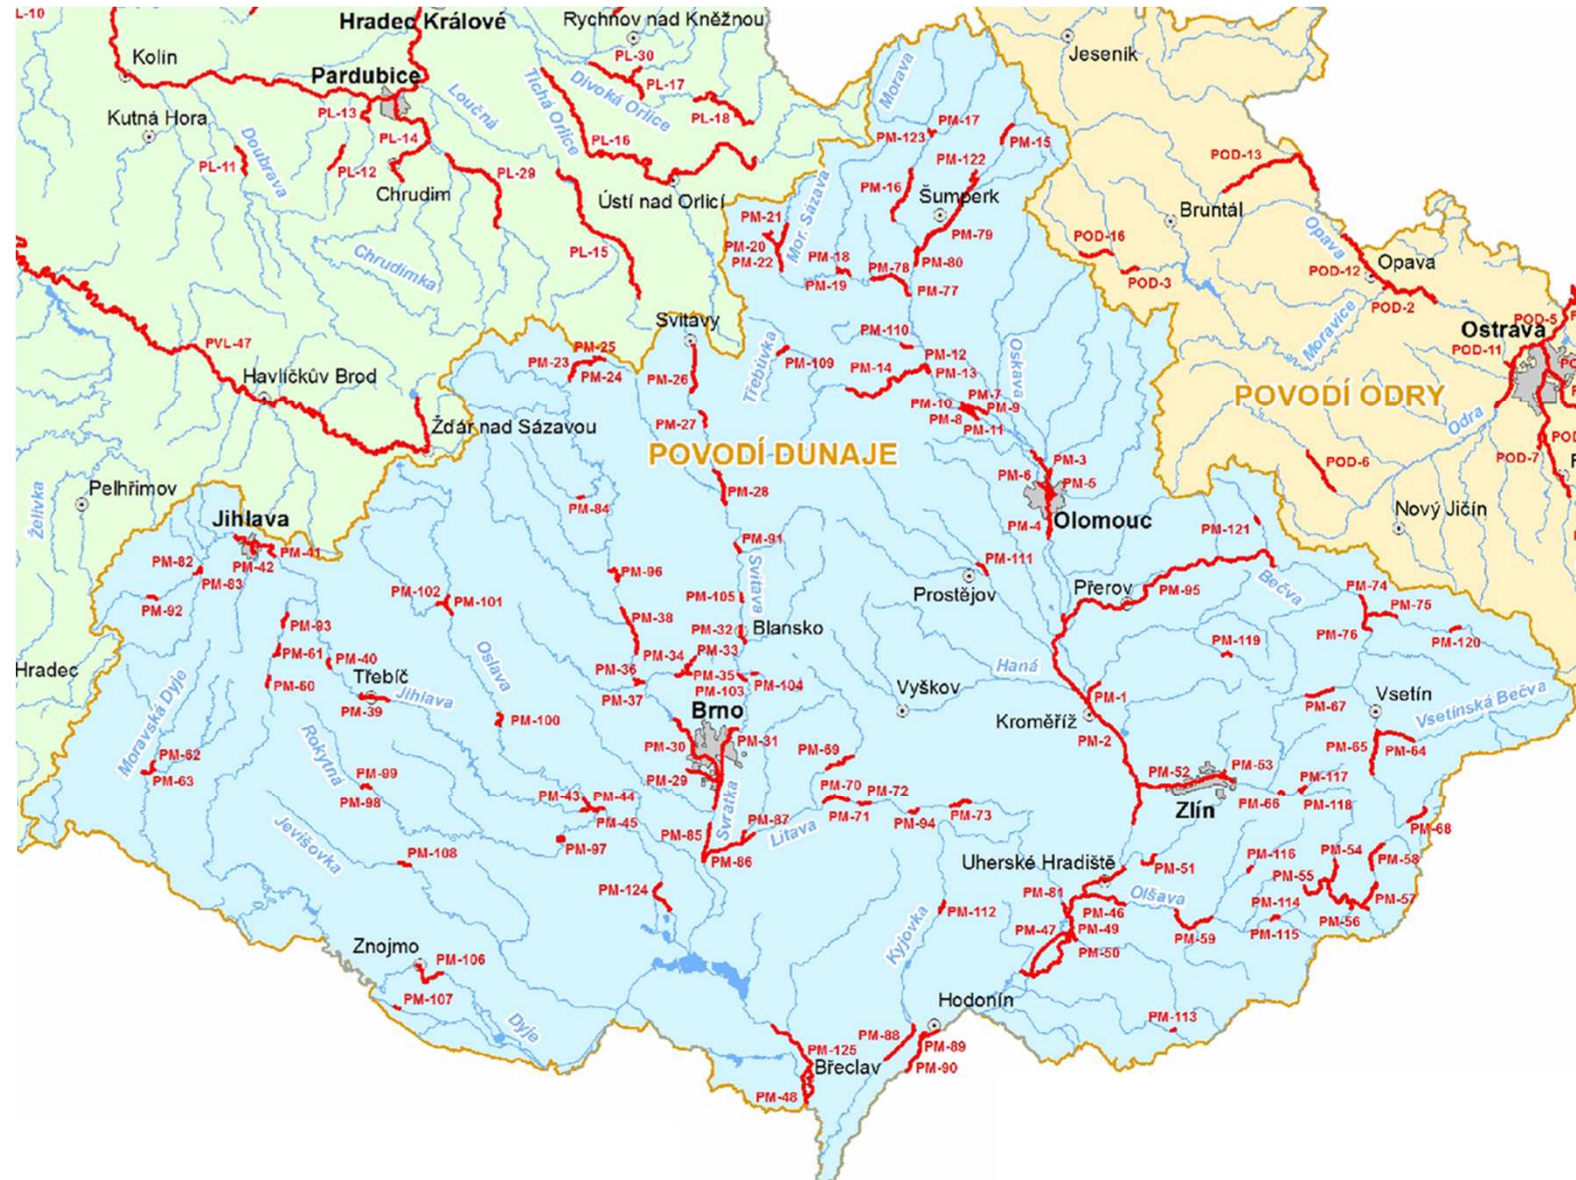 PL-10
Hradec Králové
Rychnov nad Kněžnou
Jeseník
Kolín
PL-30
Pardubice
Tichá Orlice
Divoká Orlice
PL-17
Morava
Loučná
Kutná Hora
PL-13
PL-18
PM-17
PM-123
PM-15
PL-14
PL-16
POD-13
Doubrava
PL-11
PL-12
PL-29
PM-122
Chrudim
Ústí nad Orlicí
Mor. Sázava
PM-16
Šumperk
Bruntál
PM-21
PM-20
PM-22
PM-79
POD-16
Opava
Chrudimka
PL-15
PM-18
PM-78
PM-80
Opava
POD-12
PM-19
PM-77
POD-3
POD-2
Svitavy
PM-110
Oskava
Moravice
POD-5
Ostrava
PVL-47
PM-25
PM-23
PM-24
Třebůvka
PM-109
PM-12
PM-14
PM-13
POD-11
Havlíčkův Brod
PM-26
PM-7
PM-10
PM-9
PM-8
PM-11
POVODÍ ODRY
Odra
PM-27
Žďár nad Sázavou
POVODÍ DUNAJE
PM-3
PM-6
PM-5
POD-6
POD-7
Želivka
Pelhřimov
PM-28
PM-84
Jihlava
PM-4
Olomouc
Nový Jičín
PM-121
PM-41
PM-42
PM-91
Svitava
PM-82
PM-83
PM-96
PM-111
Bečva
PM-92
PM-102
PM-101
PM-105
Prostějov
Přerov
PM-95
PM-74
PM-75
PM-93
PM-38
PM-32
Blansko
PM-76
PM-120
Hradec
PM-61
PM-40
Oslava
PM-34
PM-33
PM-36
PM-35
Haná
PM-119
PM-60
Třebíč
Jihlava
PM-37
PM-103
PM-104
Vyškov
PM-1
PM-67
Vsetín
Vsetínská Bečva
Moravská Dyje
PM-39
PM-100
Brno
Kroměříž
PM-2
Rokytná
PM-30
PM-31
PM-65
PM-64
PM-62
PM-63
PM-69
PM-29
PM-99
PM-98
PM-52
PM-53
PM-117
PM-70
PM-72
PM-43
PM-44
PM-45
Svratka
PM-71
PM-94
PM-73
Zlín
PM-66
PM-118
Jevišovka
PM-85
PM-87
Litava
PM-68
PM-97
PM-86
PM-108
Uherské Hradiště
PM-51
PM-116
PM-54
PM-58
PM-55
PM-124
PM-81
Olšava
PM-57
PM-112
PM-46
PM-114
PM-56
Kyjovka
PM-47
PM-49
PM-59
PM-115
PM-50
Znojmo
PM-106
PM-107
Hodonín
Dyje
PM-113
PM-88
PM-89
PM-125
Břeclav
PM-90
PM-48